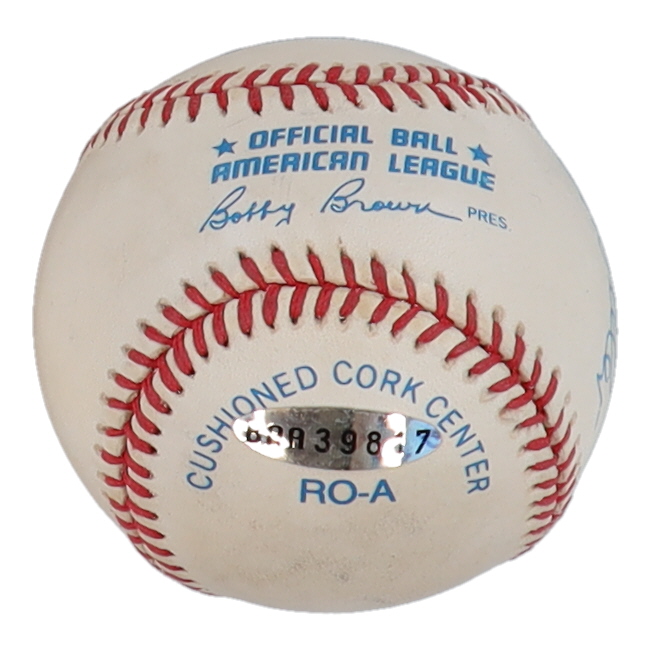 ★ OFFICIAL BALL ★
AMERICAN LEAGUE
Bobby Brown PRES.
CUSHIONED CORK CENTER
RO-A